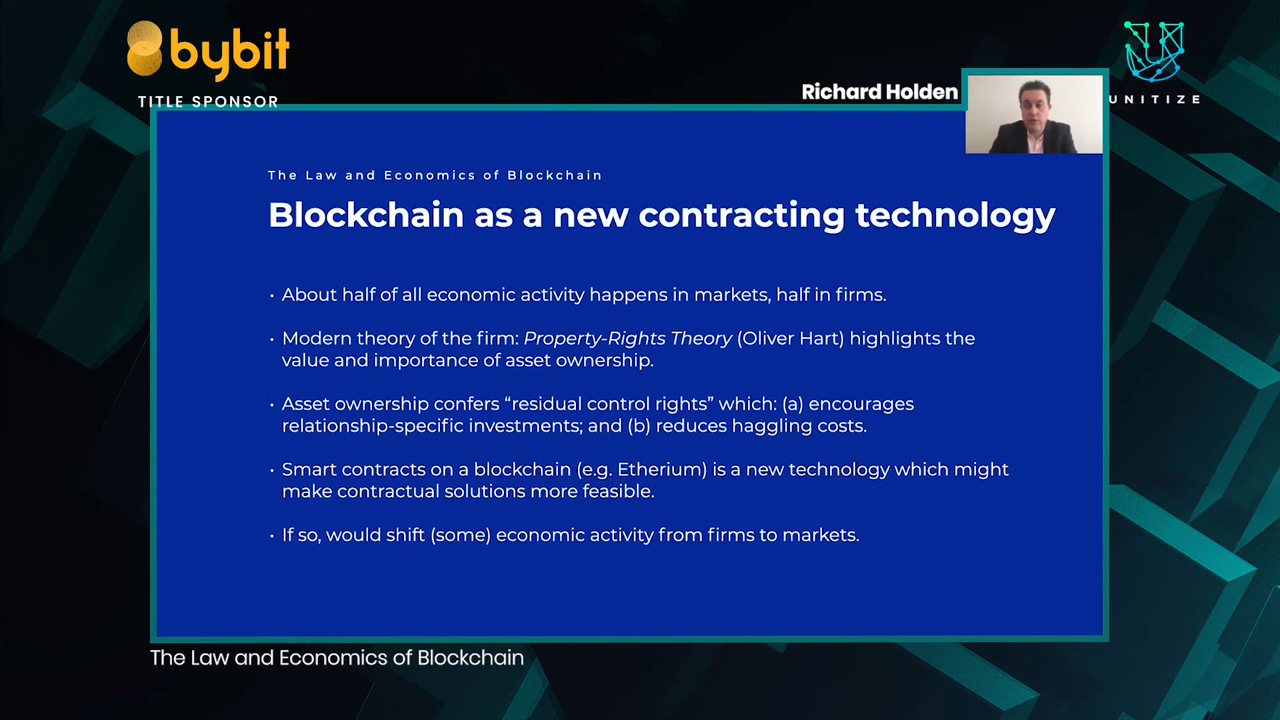 bybit
TITLE SPONSOR
Richard Holden
UNITIZE
The Law and Economics of Blockchain
Blockchain as a new contracting technology
• About half of all economic activity happens in markets, half in firms.
• Modern theory of the firm: Property-Rights Theory (Oliver Hart) highlights the
value and importance of asset ownership.
• Asset ownership confers “residual control rights” which: (a) encourages
relationship-specific investments; and (b) reduces haggling costs.
• Smart contracts on a blockchain (e.g. Etherium) is a new technology which might
make contractual solutions more feasible.
• If so, would shift (some) economic activity from firms to markets.
The Law and Economics of Blockchain